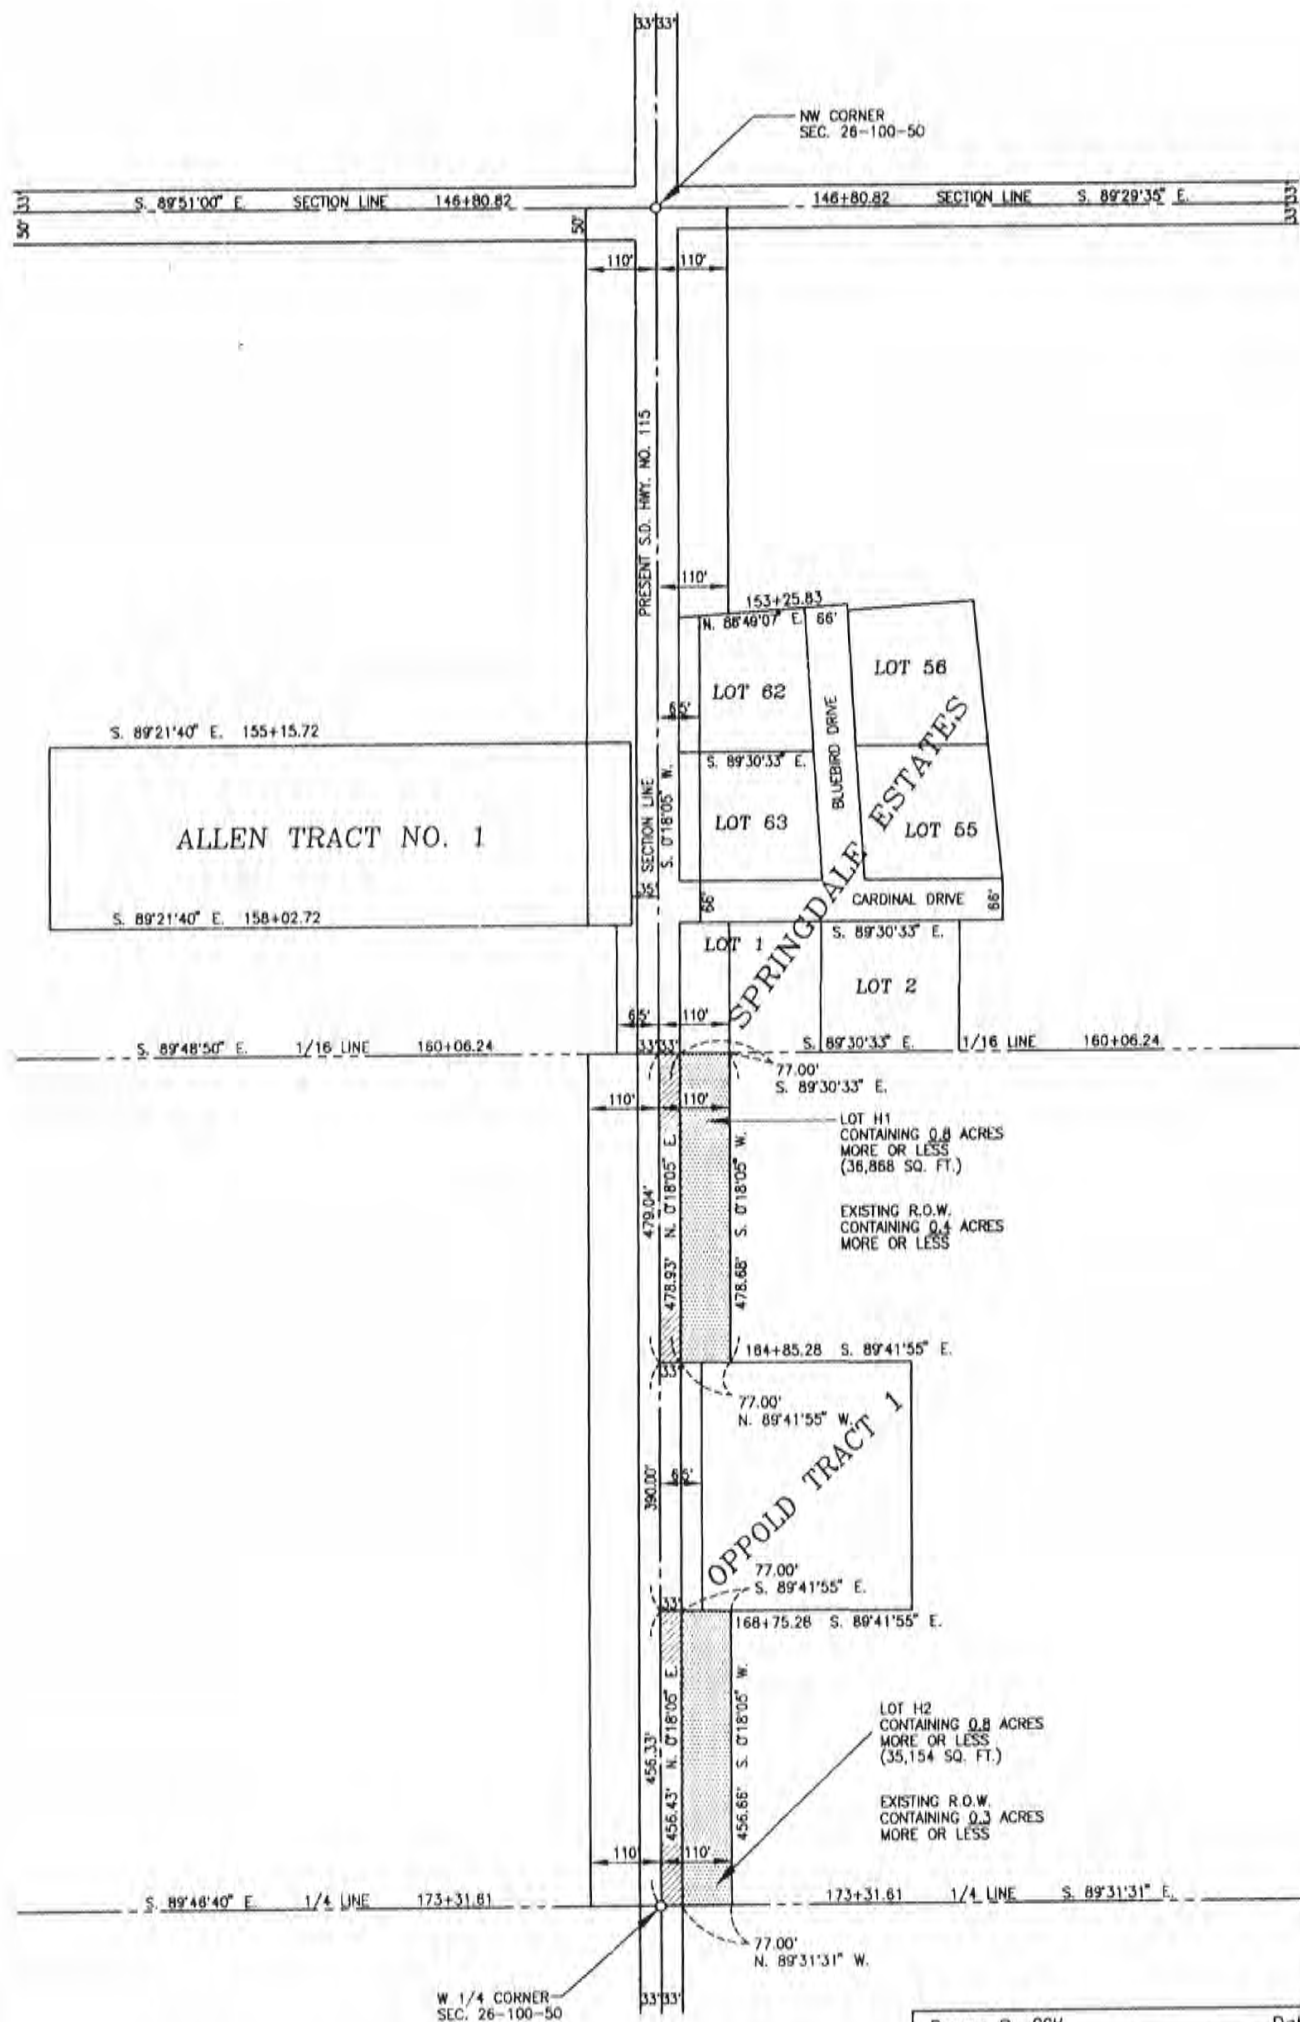 33' 33'
NW CORNER
SEC. 26-100-50
S. 89°51'00" E. SECTION LINE 146+80.82
146+80.82 SECTION LINE S. 89°29'35" E.
33'
50'
50'
33' 33'
110' 110'
PRESENT S.D. HWY. NO. 115
110'
153+25.83
N. 86°49'07" E. 66'
LOT 56
LOT 62
65'
BLUEBIRD DRIVE
S. 89°21'40" E. 155+15.72
S. 89°30'33" E.
SECTION LINE
S. 0°18'05" W.
LOT 63
LOT 55
ALLEN TRACT NO. 1
SPRINGDALE ESTATES
35'
66'
CARDINAL DRIVE 66'
S. 89°21'40" E. 158+02.72
LOT 1
S. 89°30'33" E.
LOT 2
65' 110'
S. 89°48'50" E. 1/16 LINE 160+06.24
33' 33'
S. 89°30'33" E. 1/16 LINE 160+06.24
77.00'
S. 89°30'33" E.
110' 110'
LOT H1
CONTAINING 0.8 ACRES
MORE OR LESS
(36,868 SQ. FT.)
EXISTING R.O.W.
CONTAINING 0.4 ACRES
MORE OR LESS
479.04'
478.93' N. 0°18'05" E.
478.68' S. 0°18'05" W.
164+85.28 S. 89°41'55" E.
33'
77.00'
N. 89°41'55" W.
390.00'
65'
OPPOLD TRACT 1
77.00'
S. 89°41'55" E.
33'
168+75.28 S. 89°41'55" E.
456.33'
456.43' N. 0°18'05" E.
456.66' S. 0°18'05" W.
LOT H2
CONTAINING 0.8 ACRES
MORE OR LESS
(35,154 SQ. FT.)
EXISTING R.O.W.
CONTAINING 0.3 ACRES
MORE OR LESS
110' 110'
S. 89°46'40" E. 1/4 LINE 173+31.61
173+31.61 1/4 LINE S. 89°31'31" E.
77.00'
N. 89°31'31" W.
W 1/4 CORNER
SEC. 26-100-50
33' 33'